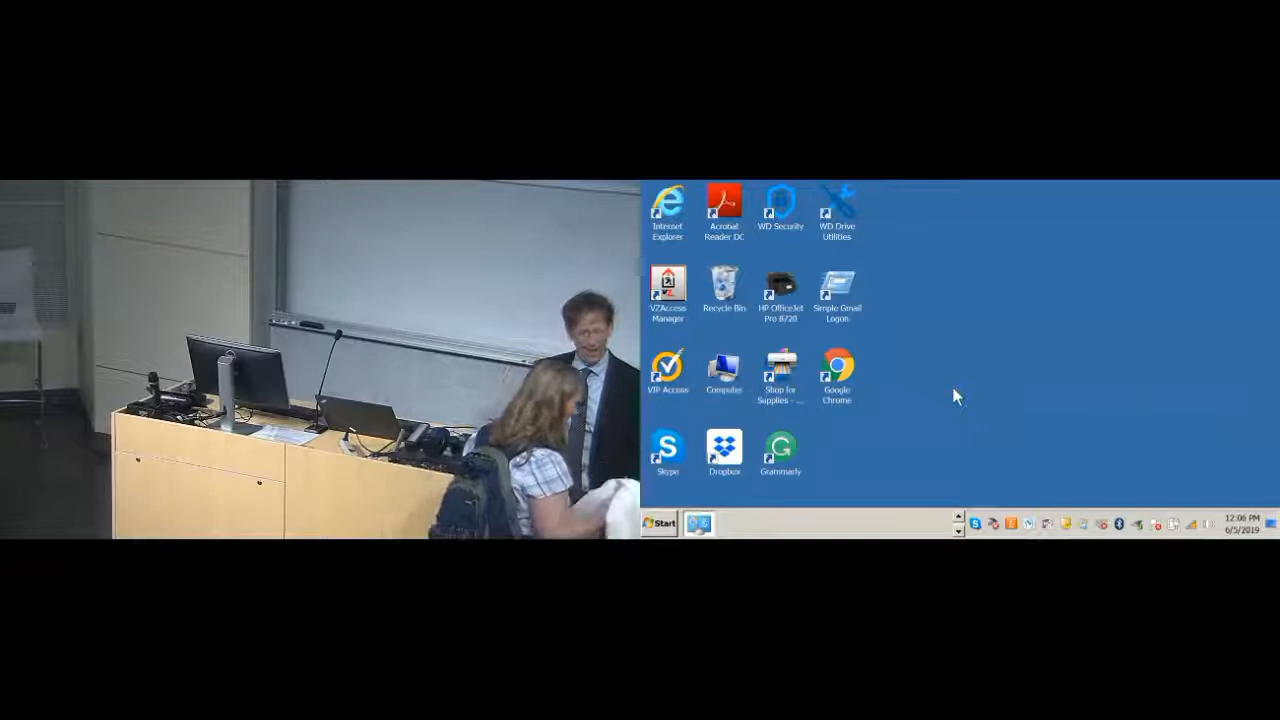 Internet
Explorer
Acrobat
Reader DC
WD Security
WD Drive
Utilities
VZAccess
Manager
Recycle Bin
HP OfficeJet
Pro 8720
Simple Gmail
Logon
VIP Access
Computer
Shop for
Supplies - ...
Google
Chrome
Skype
Dropbox
Grammarly
Start
12:06 PM
6/5/2019